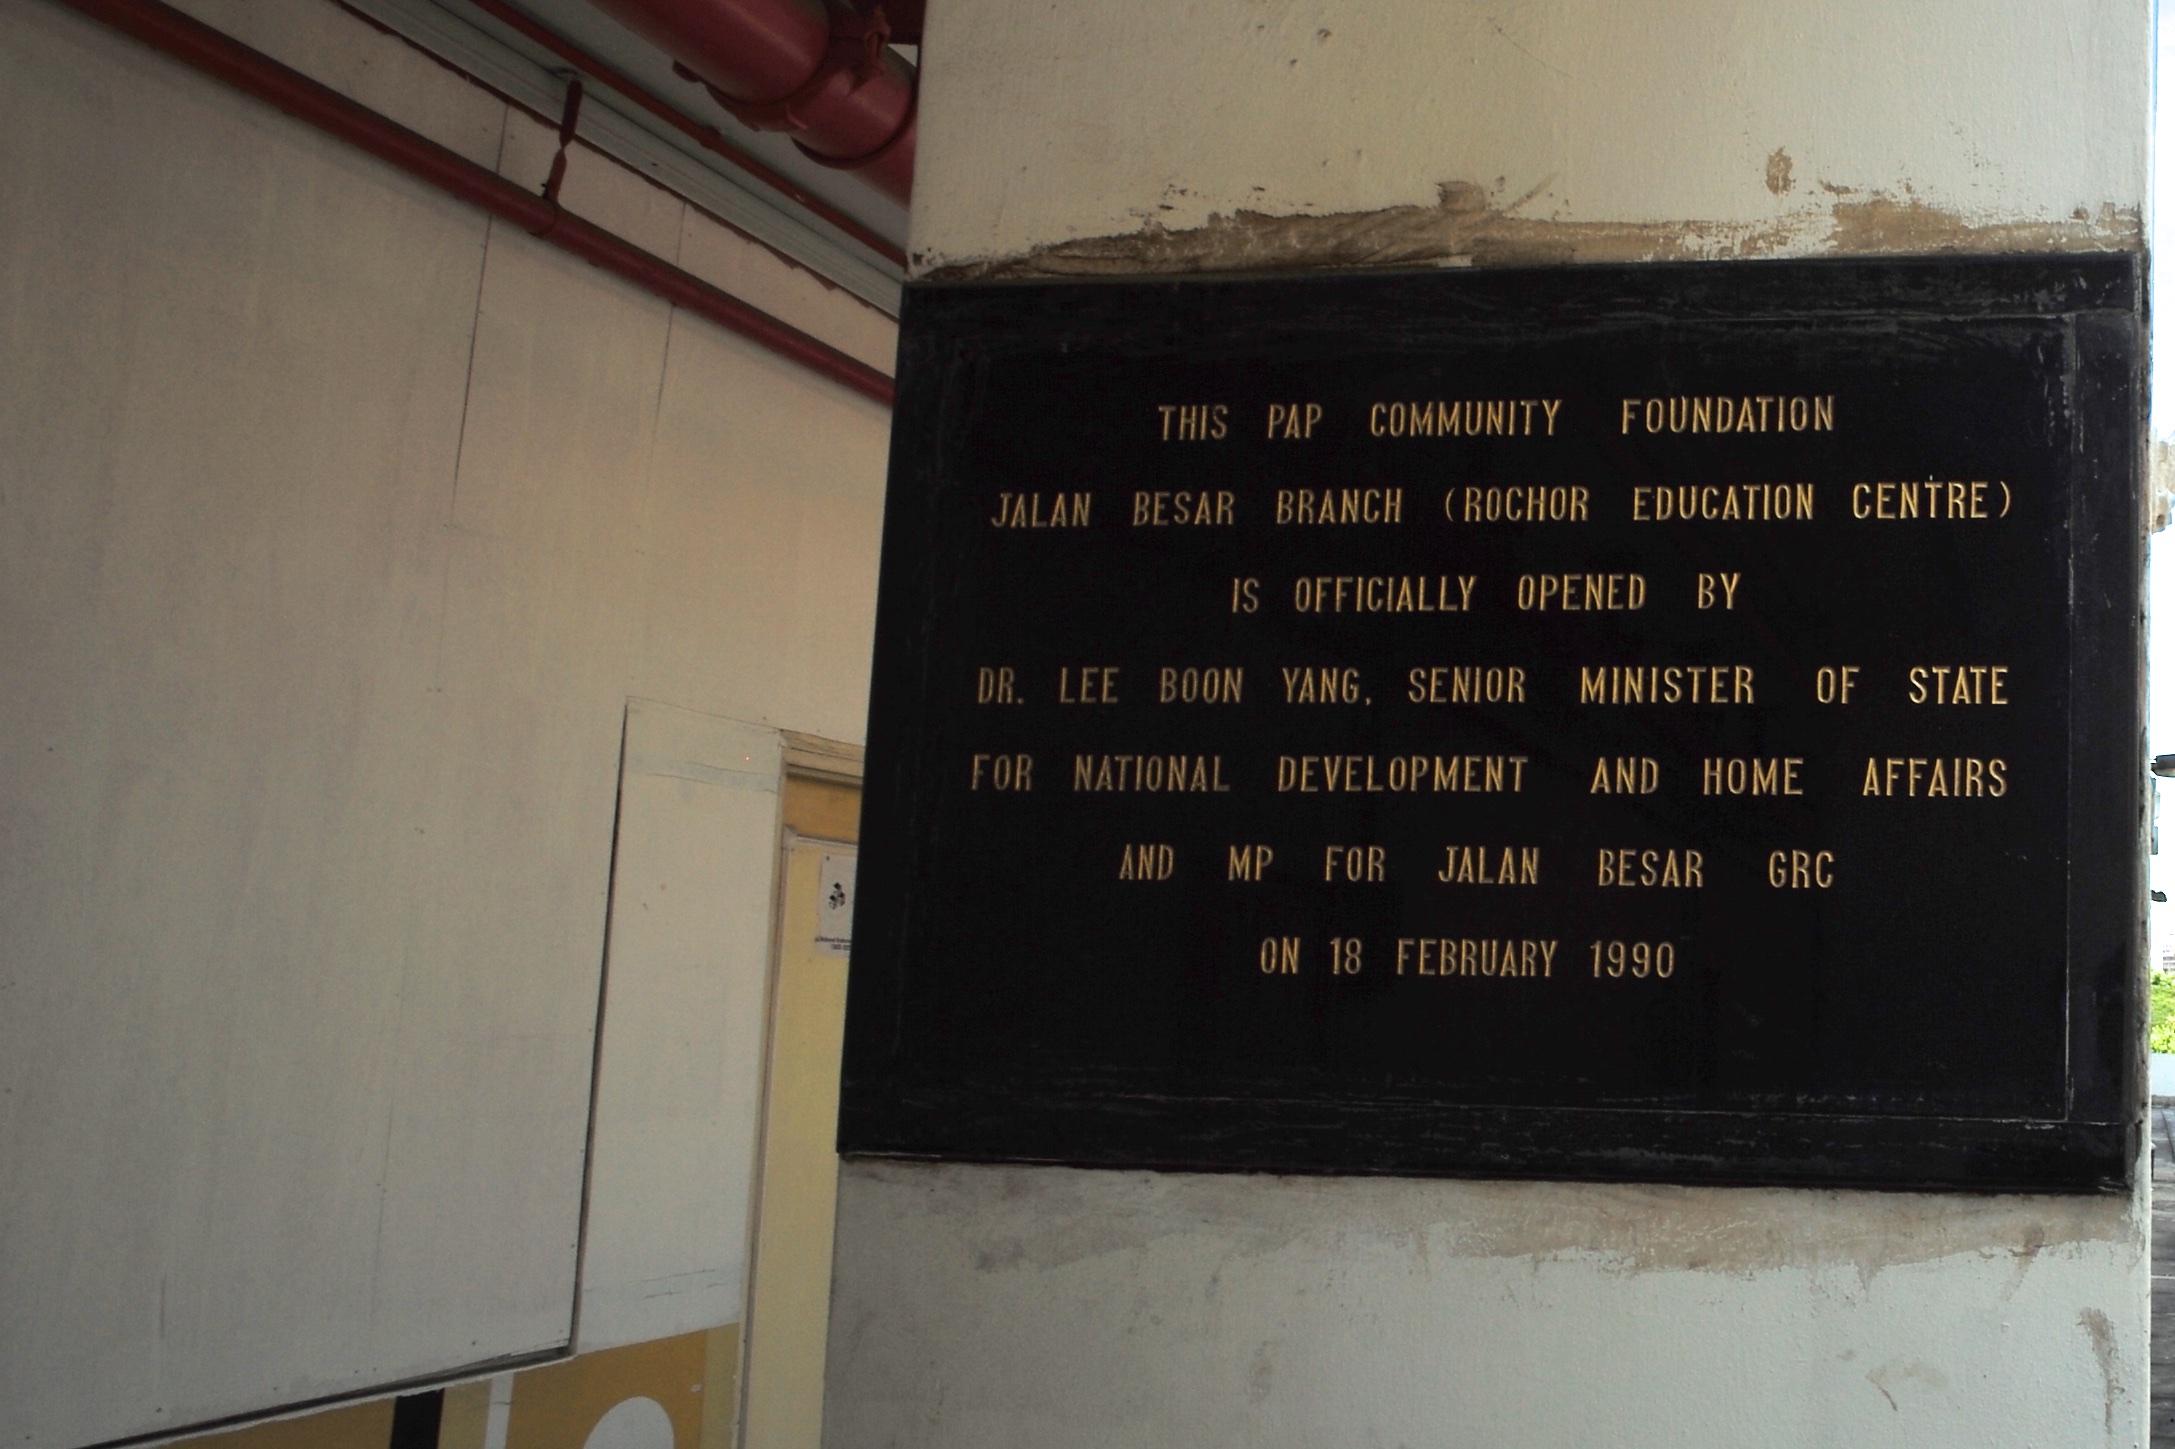 THIS PAP COMMUNITY FOUNDATION
JALAN BESAR BRANCH (ROCHOR EDUCATION CENTRE)
IS OFFICIALLY OPENED BY
DR. LEE BOON YANG, SENIOR MINISTER OF STATE
FOR NATIONAL DEVELOPMENT AND HOME AFFAIRS
AND MP FOR JALAN BESAR GRC
ON 18 FEBRUARY 1990